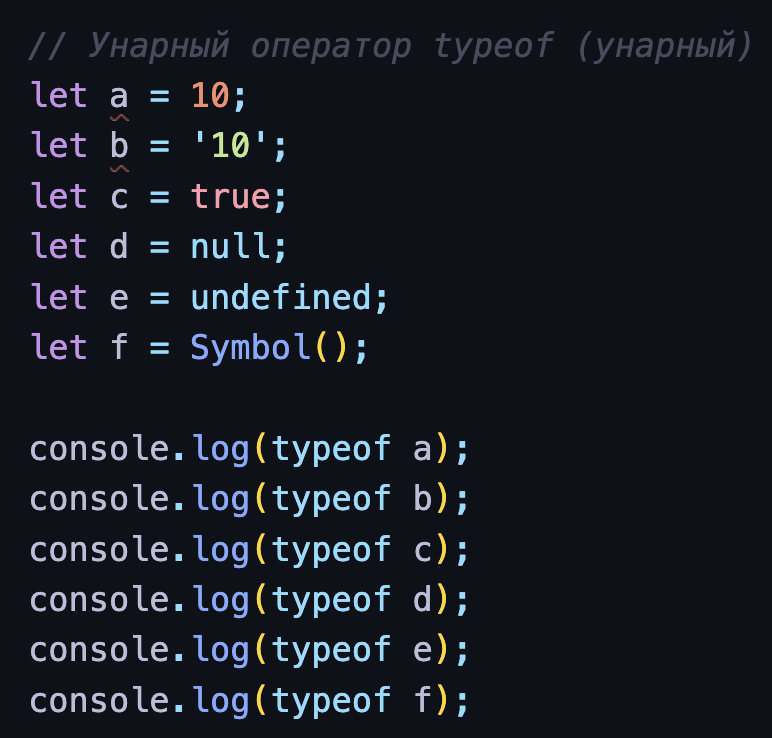 // Унарный оператор typeof (унарный)
let a = 10;
let b = '10';
let c = true;
let d = null;
let e = undefined;
let f = Symbol();
console.log(typeof a);
console.log(typeof b);
console.log(typeof c);
console.log(typeof d);
console.log(typeof e);
console.log(typeof f);